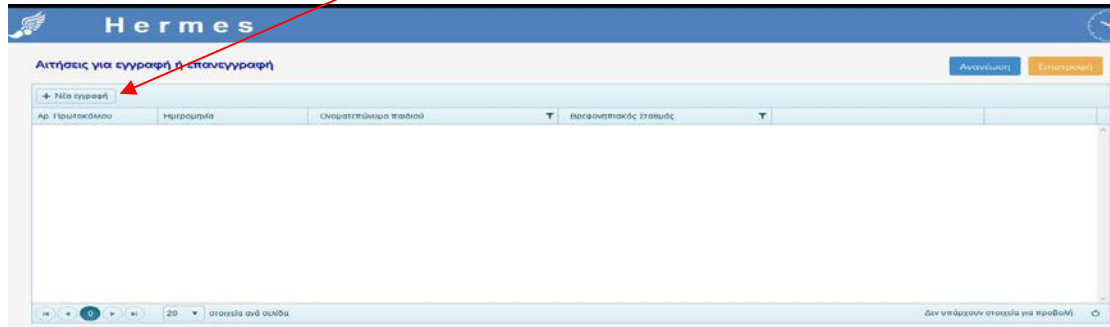 Hermes
Αιτήσεις για εγγραφή ή επανεγγραφή
Ανανέωση Επιστροφή
+ Νέα εγγραφή
Αρ. Πρωτοκόλλου Ημερομηνία Ονοματεπώνυμο παιδιού Βρεφονηπιακός Σταθμός
0 20 στοιχεία ανά σελίδα Δεν υπάρχουν στοιχεία για προβολή